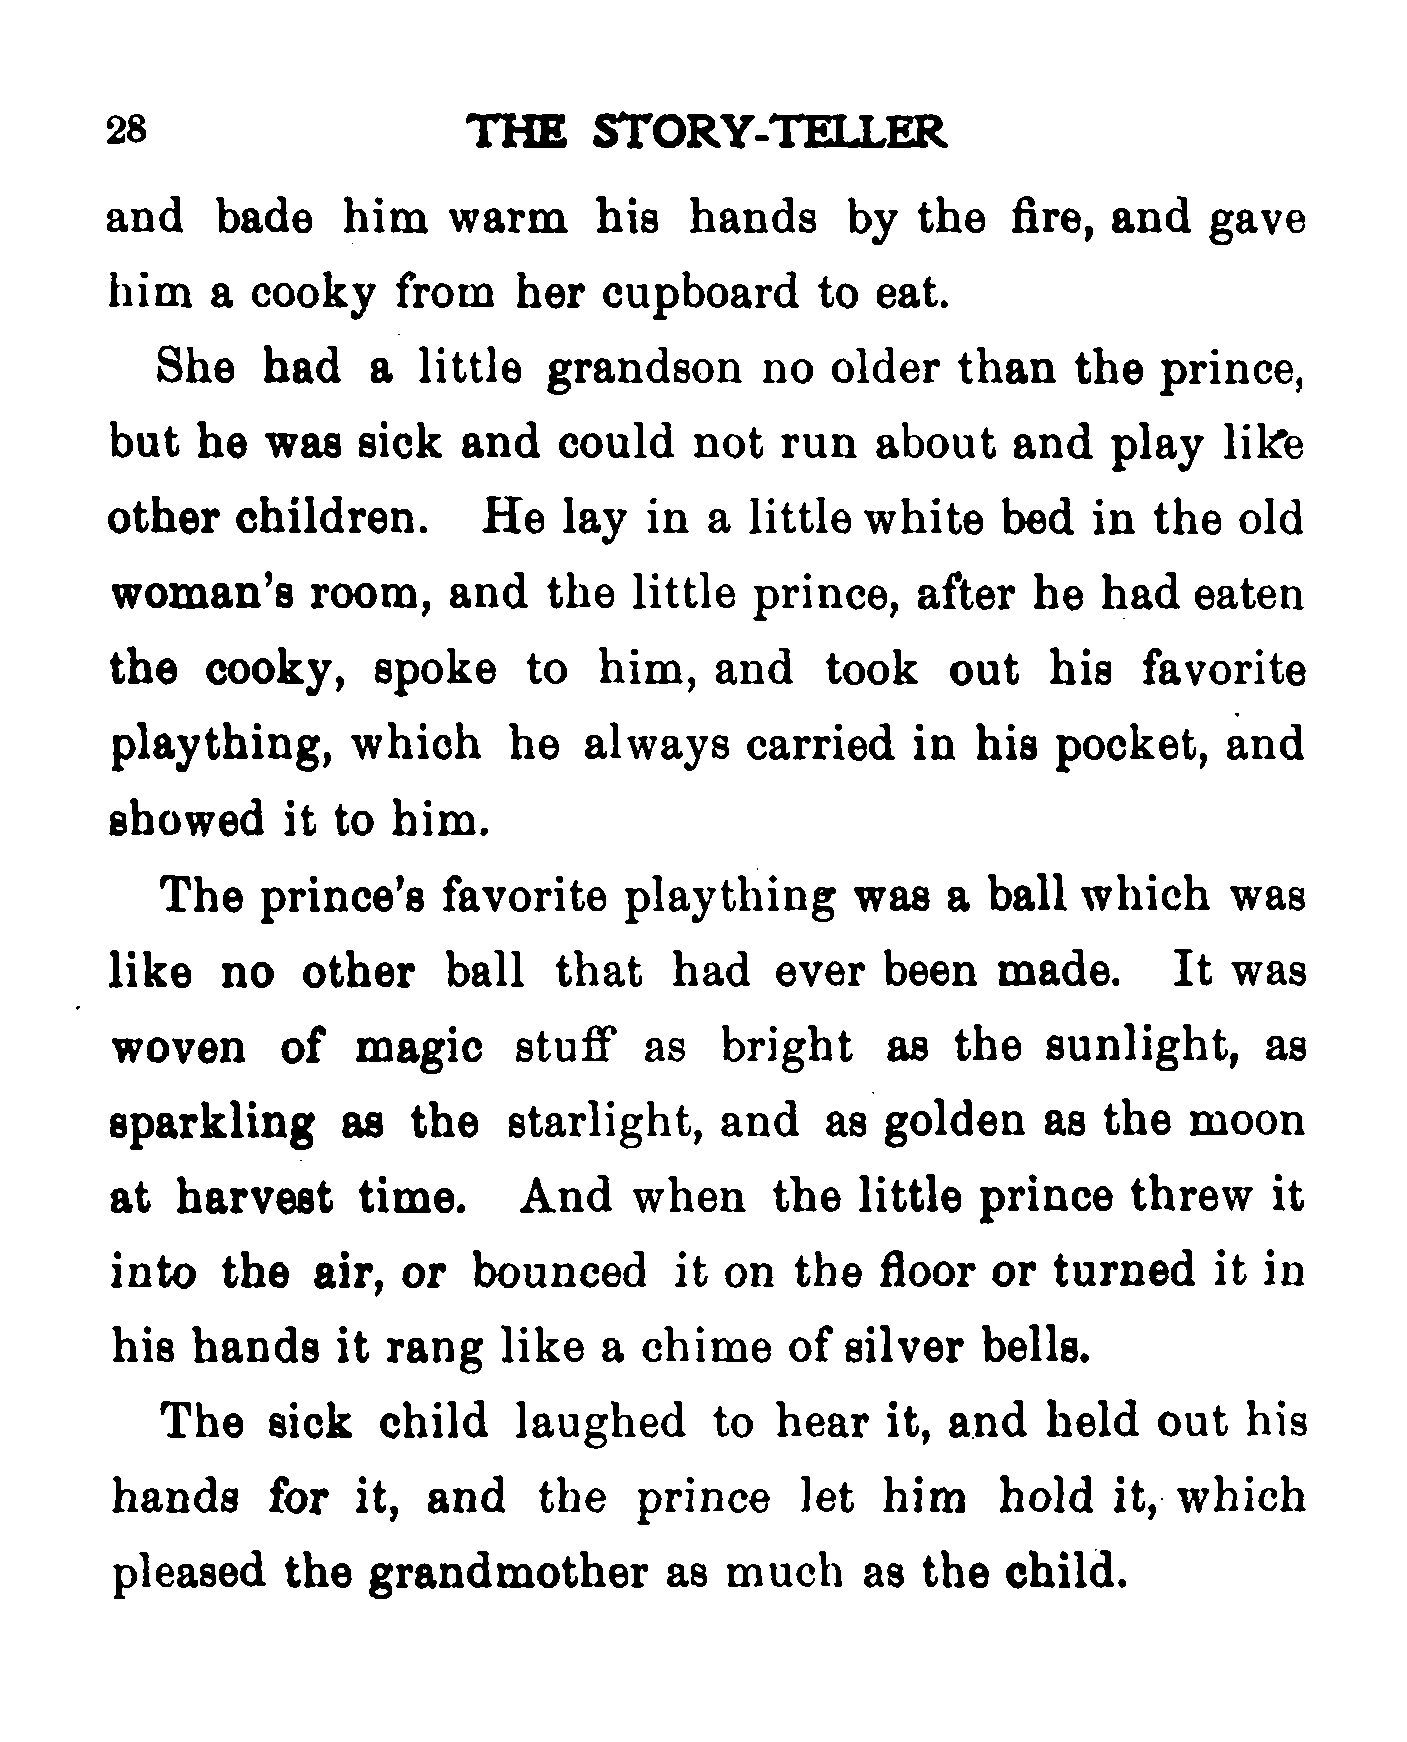 28 THE STORY-TELLER
and bade him warm his hands by the fire, and gave
him a cooky from her cupboard to eat.
She had a little grandson no older than the prince,
but he was sick and could not run about and play like
other children. He lay in a little white bed in the old
woman's room, and the little prince, after he had eaten
the cooky, spoke to him, and took out his favorite
plaything, which he always carried in his pocket, and
showed it to him.
The prince's favorite plaything was a ball which was
like no other ball that had ever been made. It was
woven of magic stuff as bright as the sunlight, as
sparkling as the starlight, and as golden as the moon
at harvest time. And when the little prince threw it
into the air, or bounced it on the floor or turned it in
his hands it rang like a chime of silver bells.
The sick child laughed to hear it, and held out his
hands for it, and the prince let him hold it, which
pleased the grandmother as much as the child.